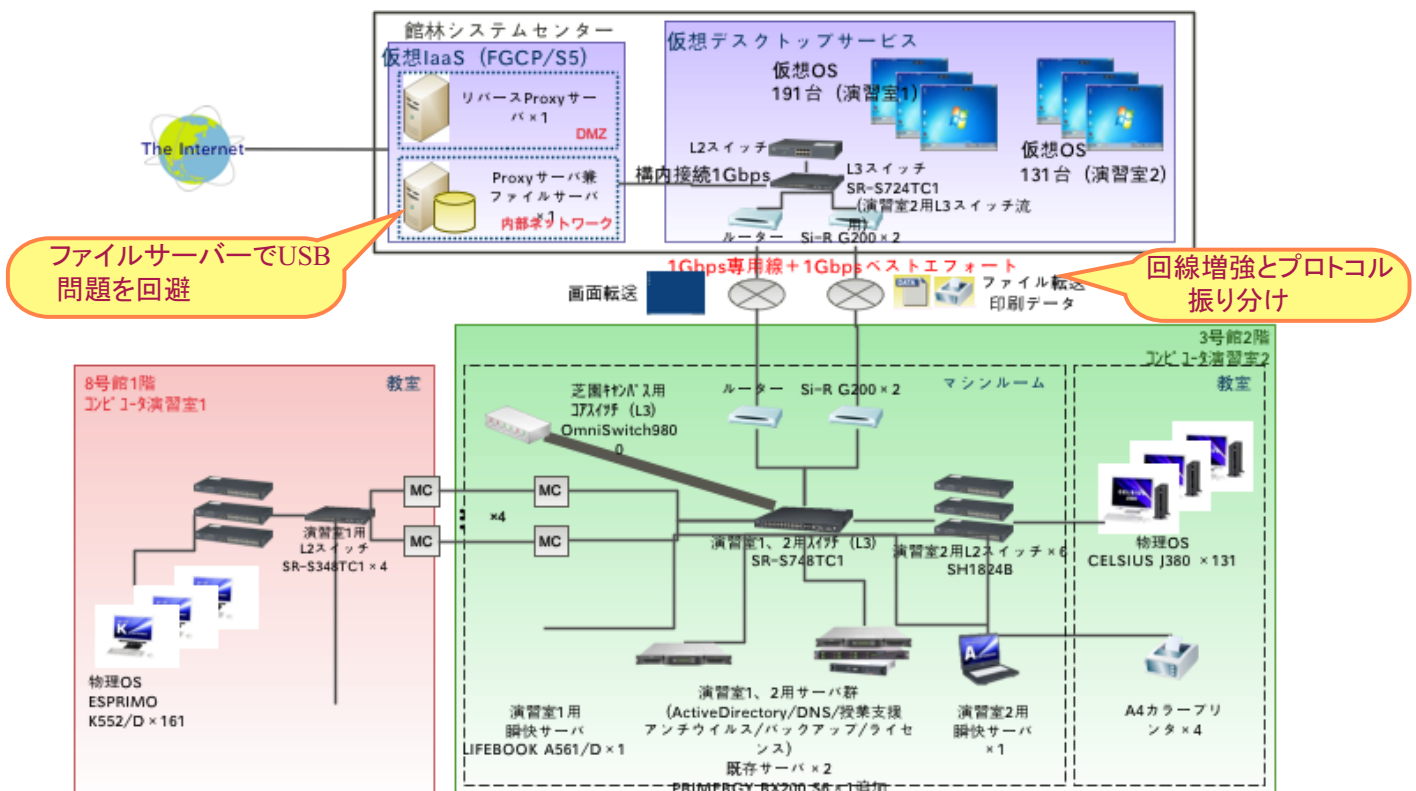 館林システムセンター
仮想IaaS（FGCP/S5）
リバースProxyサー
バ×1
DMZ
Proxyサーバ兼
ファイルサーバ
×1
内部ネットワーク
The Internet
仮想デスクトップサービス
仮想OS
191台（演習室1）
仮想OS
131台（演習室2）
L2スイッチ
構内接続1Gbps
L3スイッチ
SR-S724TC1
（演習室2用L3スイッチ流
用）
ルーター　Si-R G200×2
ファイルサーバーでUSB
問題を回避
1Gbps専用線＋1Gbpsベストエフォート
回線増強とプロトコル
振り分け
画面転送
DATA
ファイル転送
印刷データ
8号館1階
コンピュータ演習室1
教室
3号館2階
コンピュータ演習室2
芝園キャンパス用
コアスイッチ（L3）
OmniSwitch980
0
ルーター　Si-R G200×2
マシンルーム
教室
MC
MC
×4
MC
MC
演習室1用
L2スイッチ
SR-S348TC1×4
演習室1、2用スイッチ（L3）
SR-S748TC1
演習室2用L2スイッチ×6
SH1824B
物理OS
CELSIUS J380 ×131
物理OS
ESPRIMO
K552/D×161
演習室1用
瞬快サーバ
LIFEBOOK A561/D×1
演習室1、2用サーバ群
（ActiveDirectory/DNS/授業支援
アンチウイルス/バックアップ/ライセ
ンス）
既存サーバ×2
PRIMERGY RX200 S6×1追加
演習室2用
瞬快サーバ
×1
A4カラープリ
ンタ×4